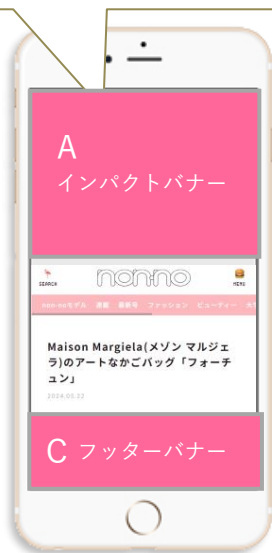 A
インパクトバナー
SEARCH
non-no
MENU
non-noモデル 連載 最新号 ファッション ビューティー 大
Maison Margiela(メゾン マルジェ
ラ)のアートなかごバッグ「フォーチ
ュン」
2024.05.22
C フッターバナー